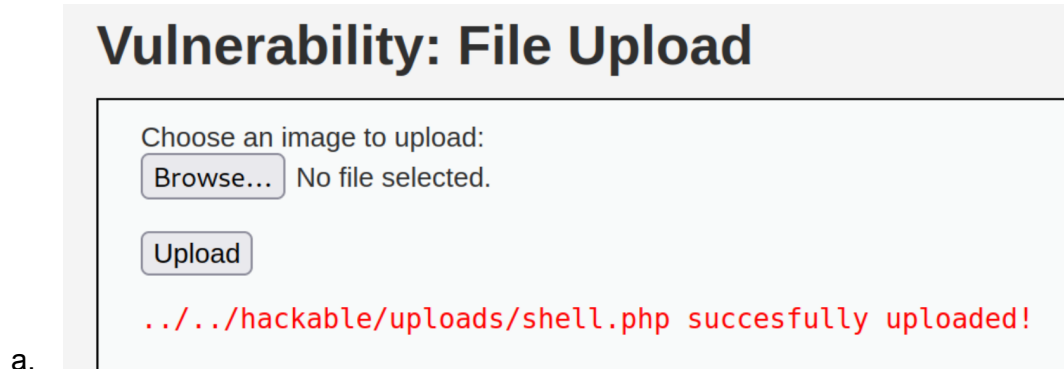 Vulnerability: File Upload
Choose an image to upload:
Browse... No file selected.
Upload
../../hackable/uploads/shell.php succesfully uploaded!
a.